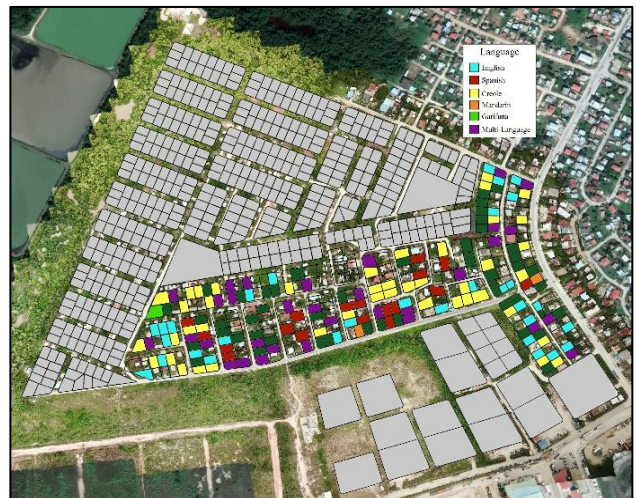 Language
English
Spanish
Creole
Mandarin
Garifuna
Multi Language